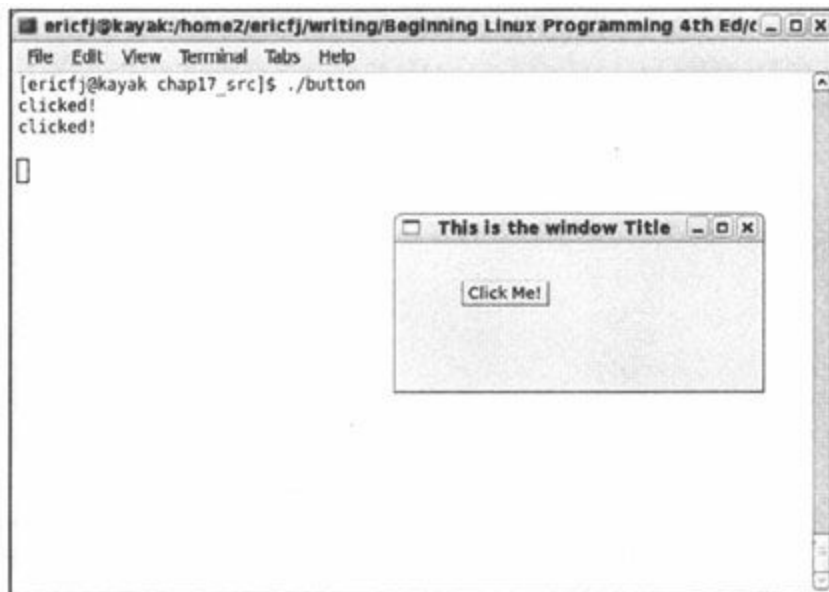 ericfj@kayak:/home2/ericfj/writing/Beginning Linux Programming 4th Ed/c
File Edit View Terminal Tabs Help
[ericfj@kayak chap17_src]$ ./button
clicked!
clicked!
This is the window Title
Click Me!